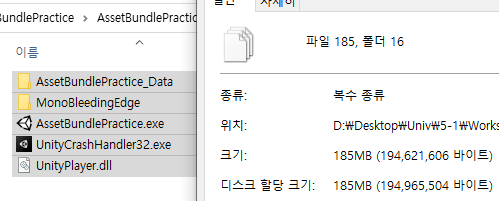 BundlePractice > AssetBundlePractic
이름
AssetBundlePractice_Data
MonoBleedingEdge
AssetBundlePractice.exe
UnityCrashHandler32.exe
UnityPlayer.dll
자세히
파일 185, 폴더 16
종류: 복수 종류
위치: D:\Desktop\Univ\5-1\Works
크기: 185MB (194,621,606 바이트)
디스크 할당 크기: 185MB (194,965,504 바이트)